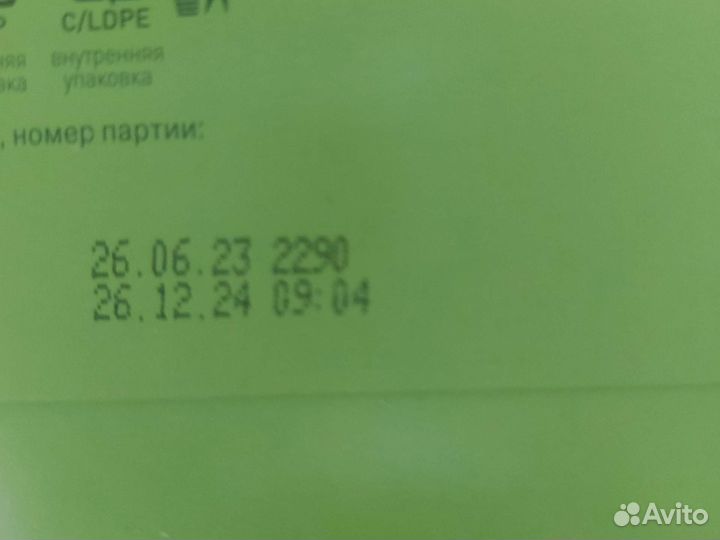 C/LDPE
внутренняя
упаковка
, номер партии:
26.06.23 2290
26.12.24 09:04
Avito